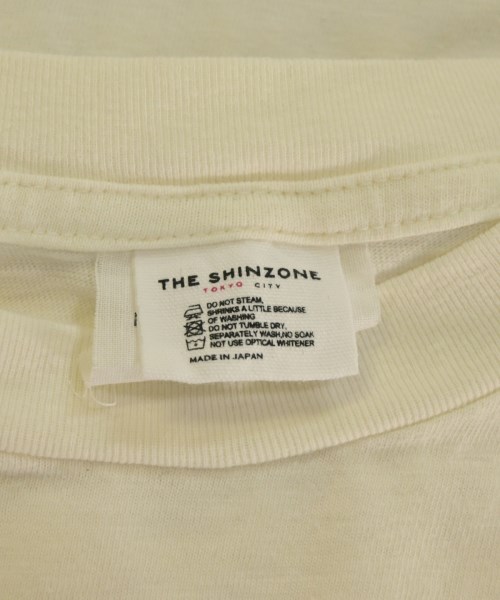 THE SHINZONE
TOKYO CITY
DO NOT STEAM,
SHRINKS A LITTLE BECAUSE
OF WASHING
DO NOT TUMBLE DRY,
SEPARATELY WASH,NO SOAK
NOT USE OPTICAL WHITENER
MADE IN JAPAN